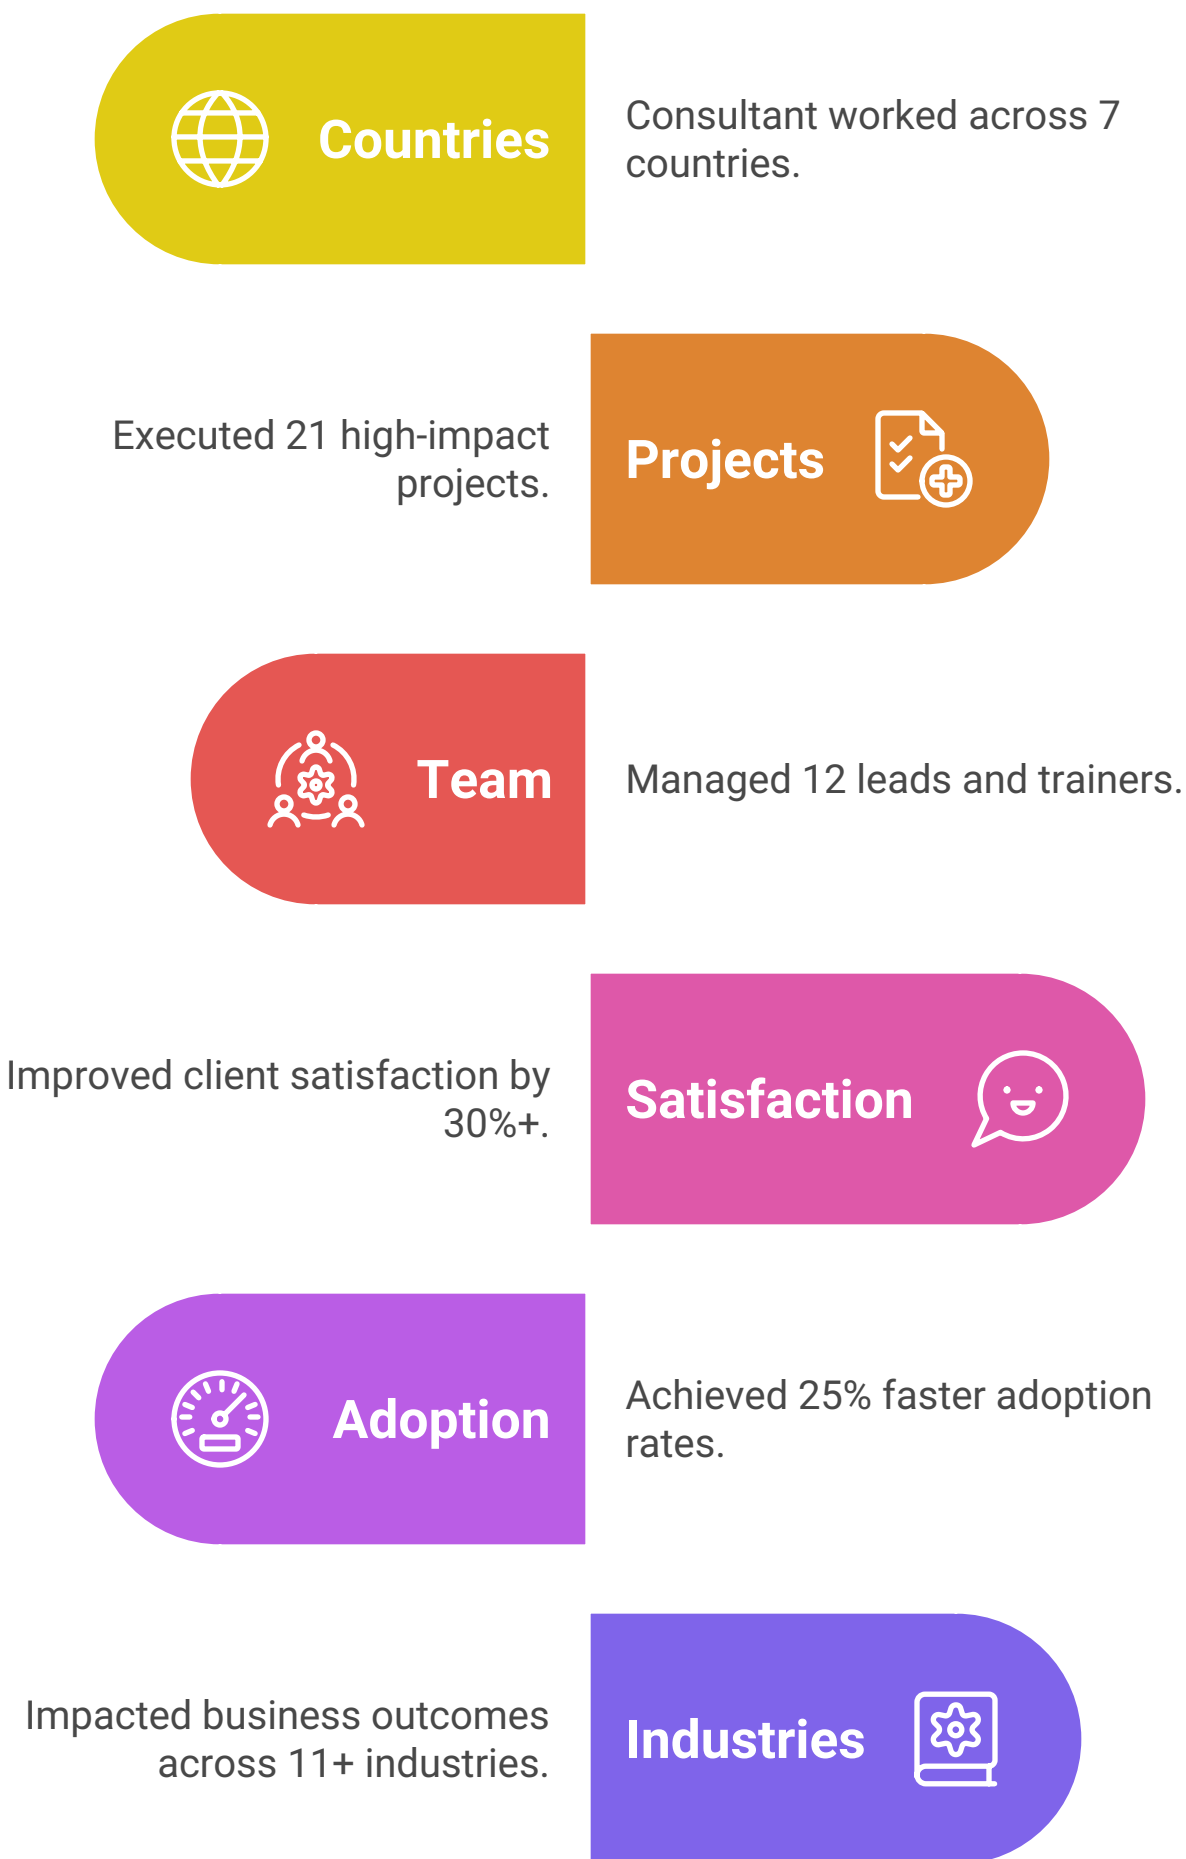 Countries
Consultant worked across 7
countries.
Executed 21 high-impact
projects.
Projects
Team
Managed 12 leads and trainers.
Improved client satisfaction by
30%+.
Satisfaction
Adoption
Achieved 25% faster adoption
rates.
Impacted business outcomes
across 11+ industries.
Industries